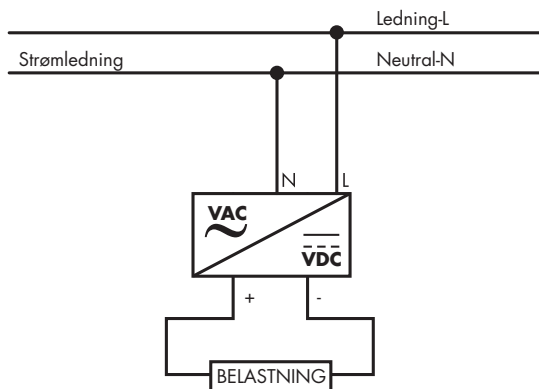 Ledning-L
Strømledning Neutral-N
N L
VAC
VDC
+ -
BELASTNING